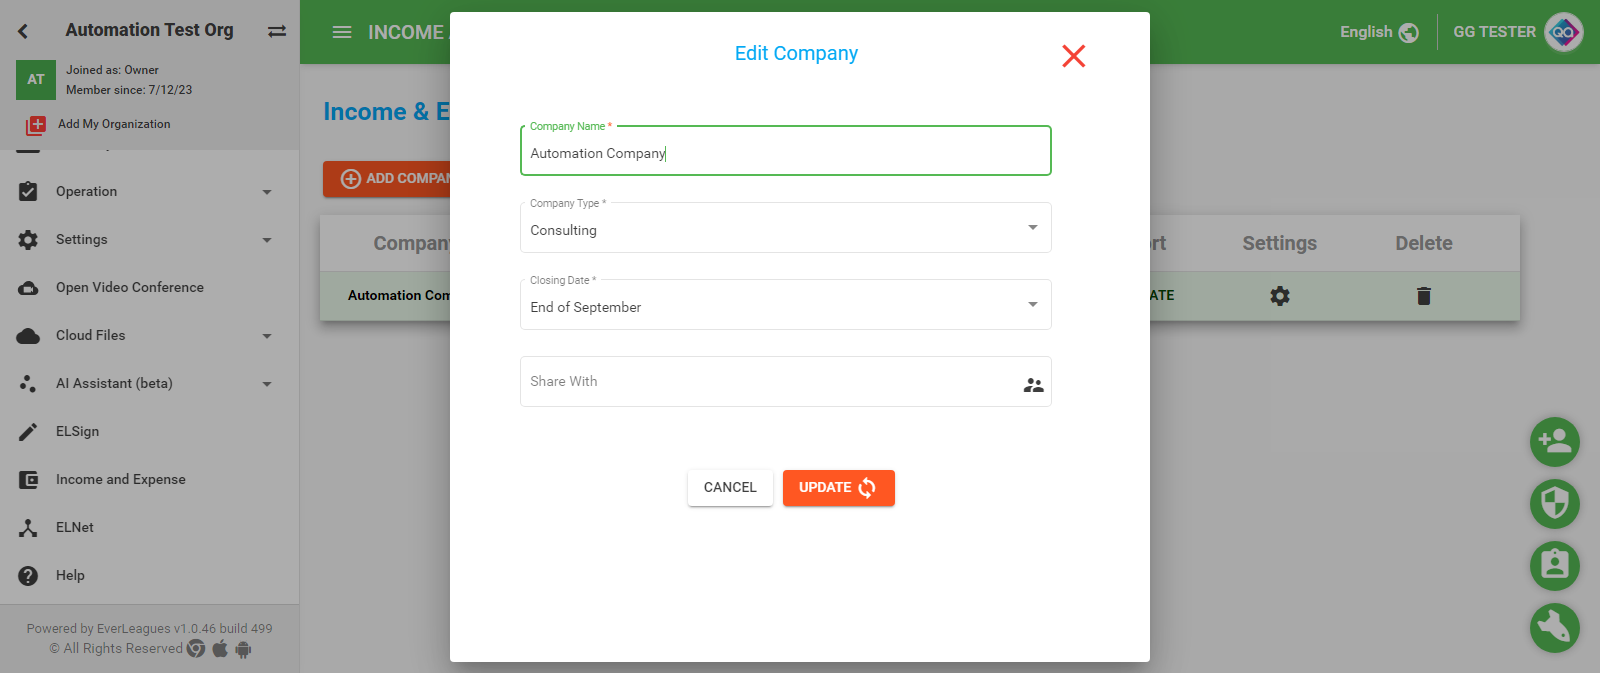 Automation Test Org
AT
Joined as: Owner
Member since: 7/12/23
Add My Organization
Operation
Settings
Open Video Conference
Cloud Files
AI Assistant (beta)
ELSign
Income and Expense
ELNet
Help
Powered by EverLeagues v1.0.46 build 499
© All Rights Reserved
INCOME
English
GG TESTER
QA
Income & E
ADD COMPAN
Company
Settings
Delete
Automation Com
ATE
Edit Company
Company Name *
Automation Company
Company Type *
Consulting
Closing Date *
End of September
Share With
CANCEL
UPDATE